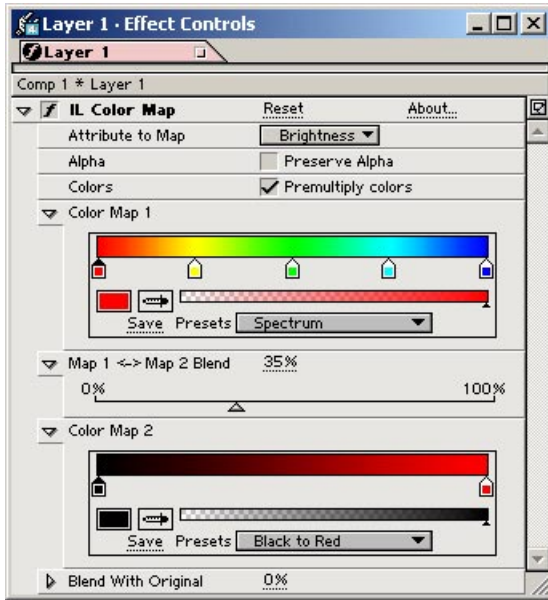 Layer 1 · Effect Controls
Layer 1
Comp 1 * Layer 1
IL Color Map Reset About...
Attribute to Map Brightness
Alpha Preserve Alpha
Colors Premultiply colors
Color Map 1
Save Presets Spectrum
Map 1 <-> Map 2 Blend 35%
0% 100%
Color Map 2
Save Presets Black to Red
Blend With Original 0%